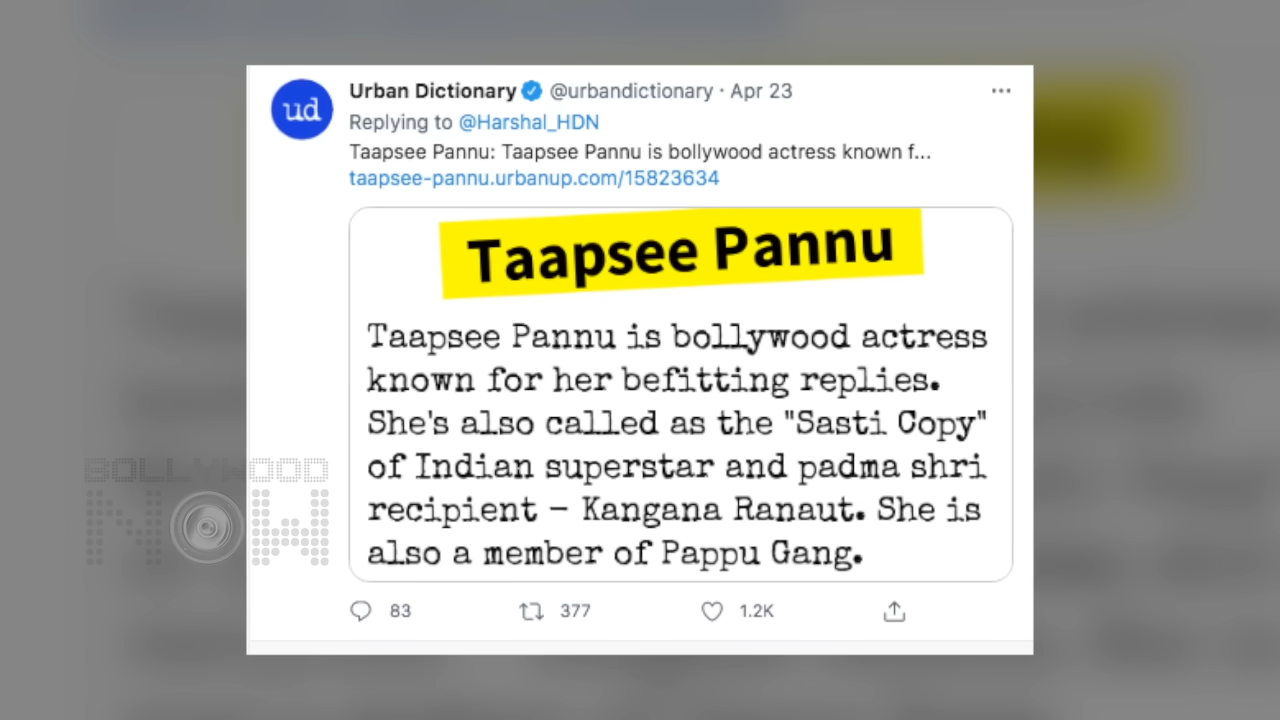 ud
Urban Dictionary @urbandictionary · Apr 23
Replying to @Harshal_HDN
Taapsee Pannu: Taapsee Pannu is bollywood actress known f...
taapsee-pannu.urbanup.com/15823634
Taapsee Pannu
Taapsee Pannu is bollywood actress
known for her befitting replies.
She's also called as the "Sasti Copy"
of Indian superstar and padma shri
recipient - Kangana Ranaut. She is
also a member of Pappu Gang.
83 377 1.2K
BOLLYWOOD
NOW